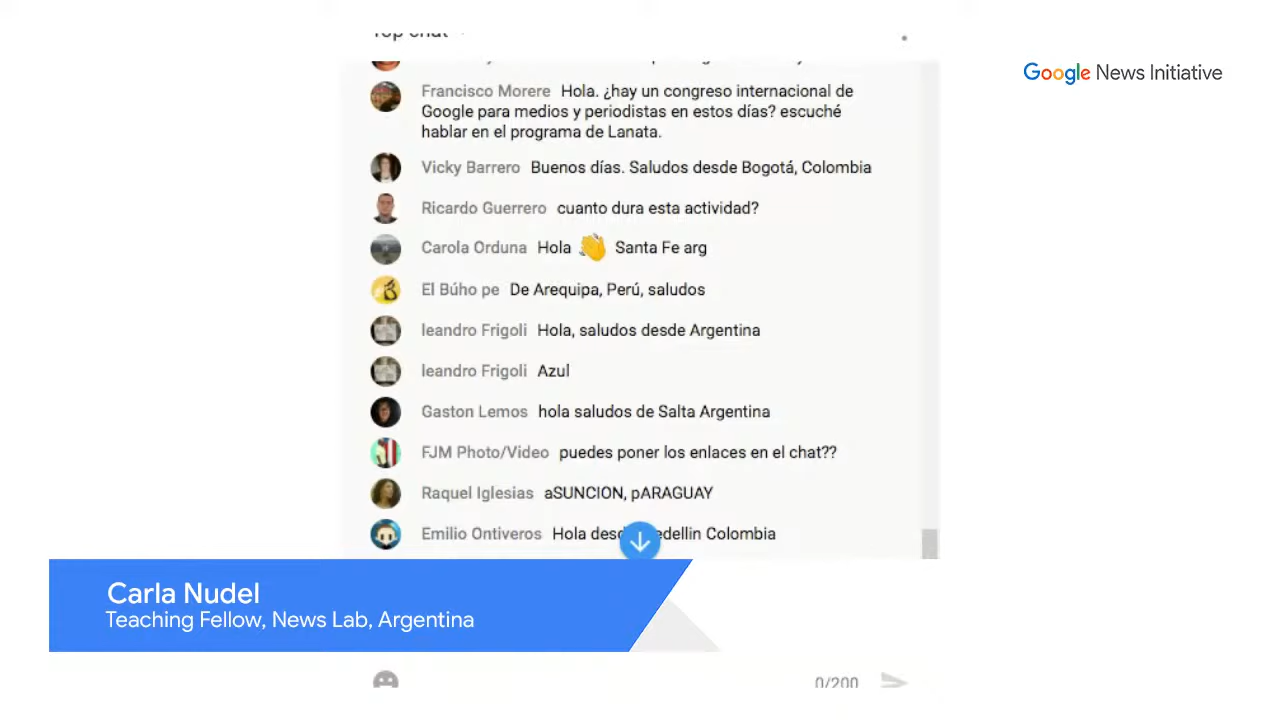 Top chat
Google News Initiative
Francisco Morere Hola. ¿hay un congreso internacional de
Google para medios y periodistas en estos días? escuché
hablar en el programa de Lanata.
Vicky Barrero Buenos días. Saludos desde Bogotá, Colombia
Ricardo Guerrero cuanto dura esta actividad?
Carola Orduna Hola 👋 Santa Fe arg
El Búho pe De Arequipa, Perú, saludos
leandro Frigoli Hola, saludos desde Argentina
leandro Frigoli Azul
Gaston Lemos hola saludos de Salta Argentina
FJM Photo/Video puedes poner los enlaces en el chat??
Raquel Iglesias aSUNCION, pARAGUAY
Emilio Ontiveros Hola Colombia
Carla Nudel
Teaching Fellow, News Lab, Argentina
0/200